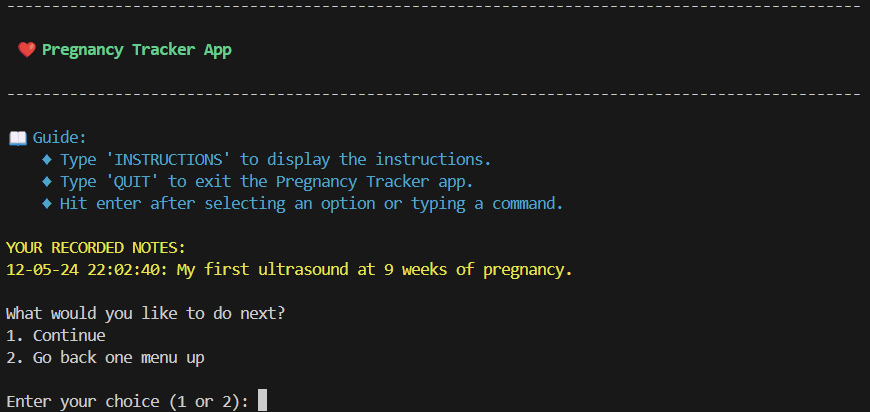 -----------------------------------------------------------------------------------------------
❤️ Pregnancy Tracker App
-----------------------------------------------------------------------------------------------
📖 Guide:
♦ Type 'INSTRUCTIONS' to display the instructions.
♦ Type 'QUIT' to exit the Pregnancy Tracker app.
♦ Hit enter after selecting an option or typing a command.
YOUR RECORDED NOTES:
12-05-24 22:02:40: My first ultrasound at 9 weeks of pregnancy.
What would you like to do next?
1. Continue
2. Go back one menu up
Enter your choice (1 or 2):